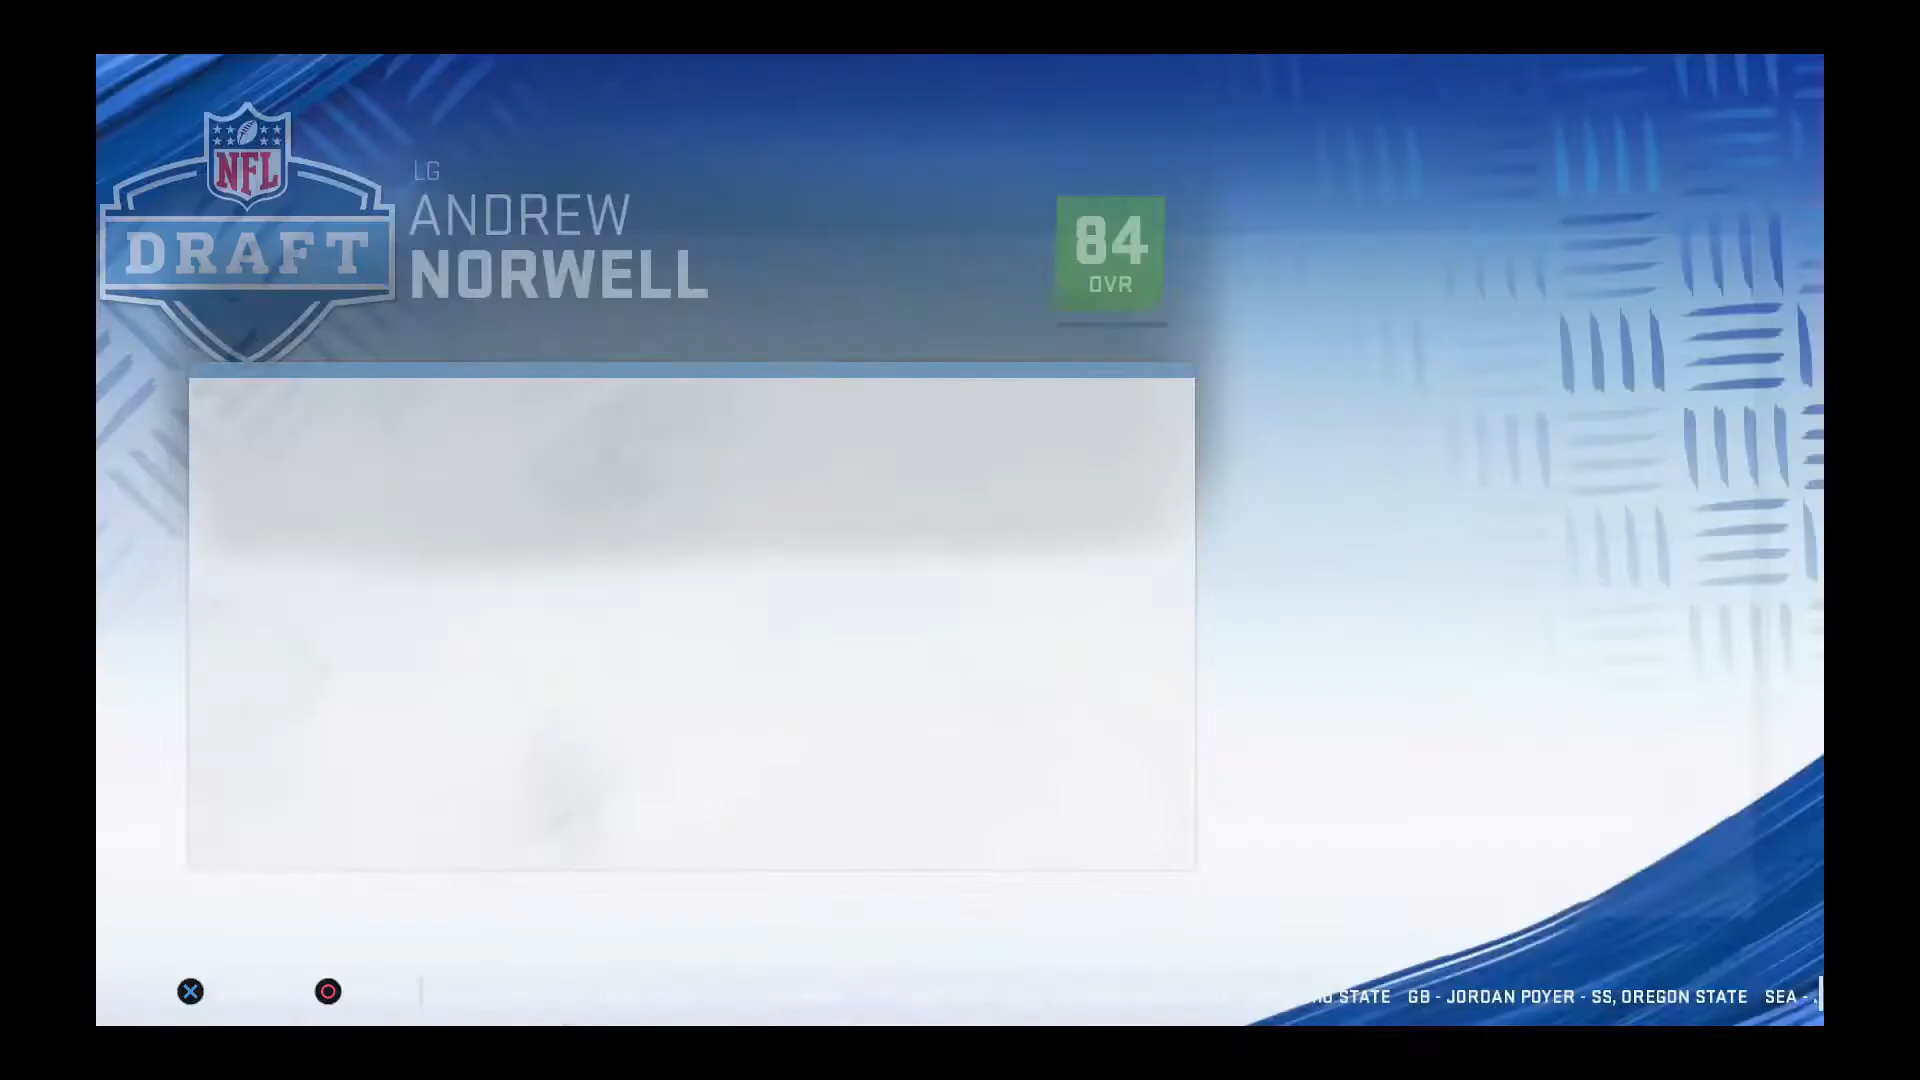 NFL
DRAFT
LG
ANDREW
NORWELL
84
OVR
STATE GB - JORDAN POYER - SS, OREGON STATE SEA -